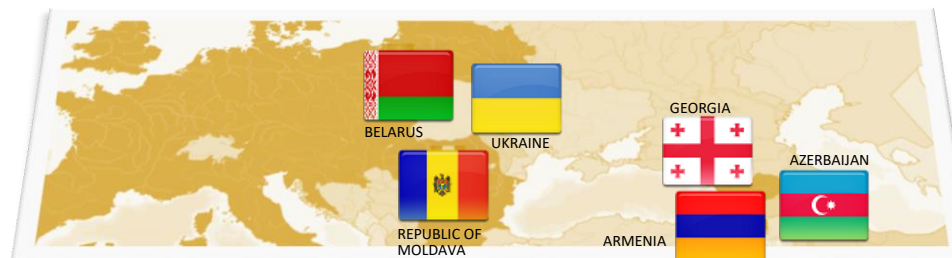 BELARUS
UKRAINE
GEORGIA
AZERBAIJAN
REPUBLIC OF
MOLDAVA
ARMENIA